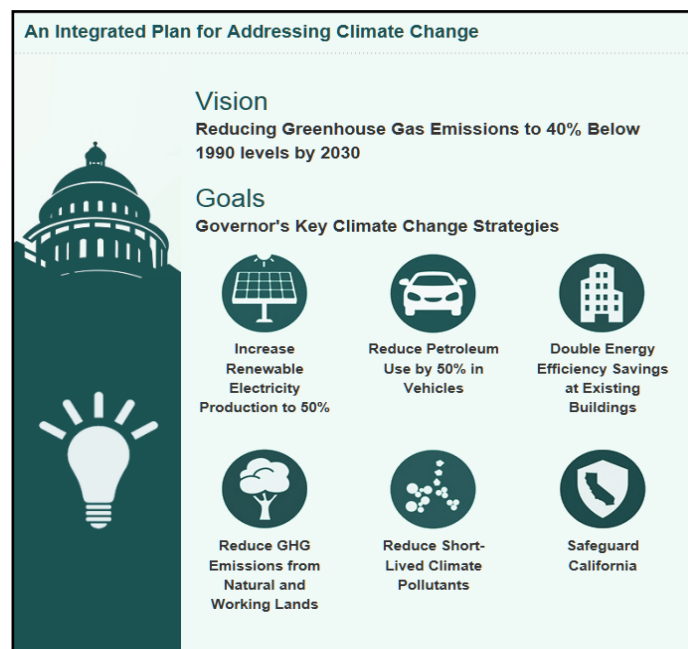 An Integrated Plan for Addressing Climate Change
Vision
Reducing Greenhouse Gas Emissions to 40% Below
1990 levels by 2030
Goals
Governor's Key Climate Change Strategies
Increase
Renewable
Electricity
Production to 50%
Reduce Petroleum
Use by 50% in
Vehicles
Double Energy
Efficiency Savings
at Existing
Buildings
Reduce GHG
Emissions from
Natural and
Working Lands
Reduce Short-
Lived Climate
Pollutants
Safeguard
California